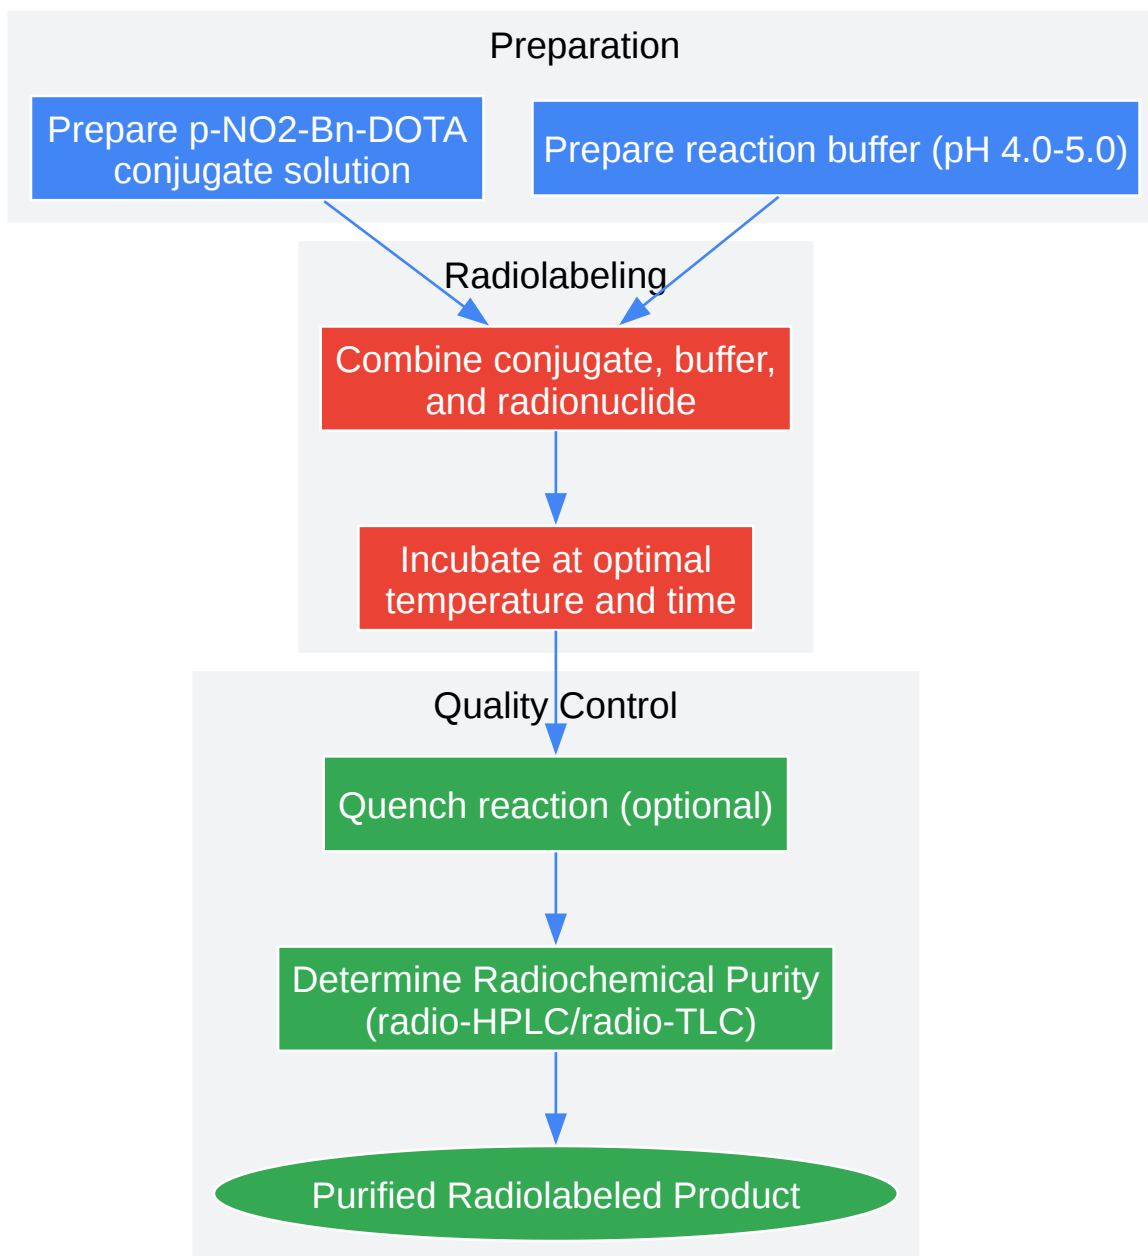 Preparation
Prepare p-NO2-Bn-DOTA
conjugate solution
Prepare reaction buffer (pH 4.0-5.0)
Radiolabeling
Combine conjugate, buffer,
and radionuclide
Incubate at optimal
temperature and time
Quality Control
Quench reaction (optional)
Determine Radiochemical Purity
(radio-HPLC/radio-TLC)
Purified Radiolabeled Product